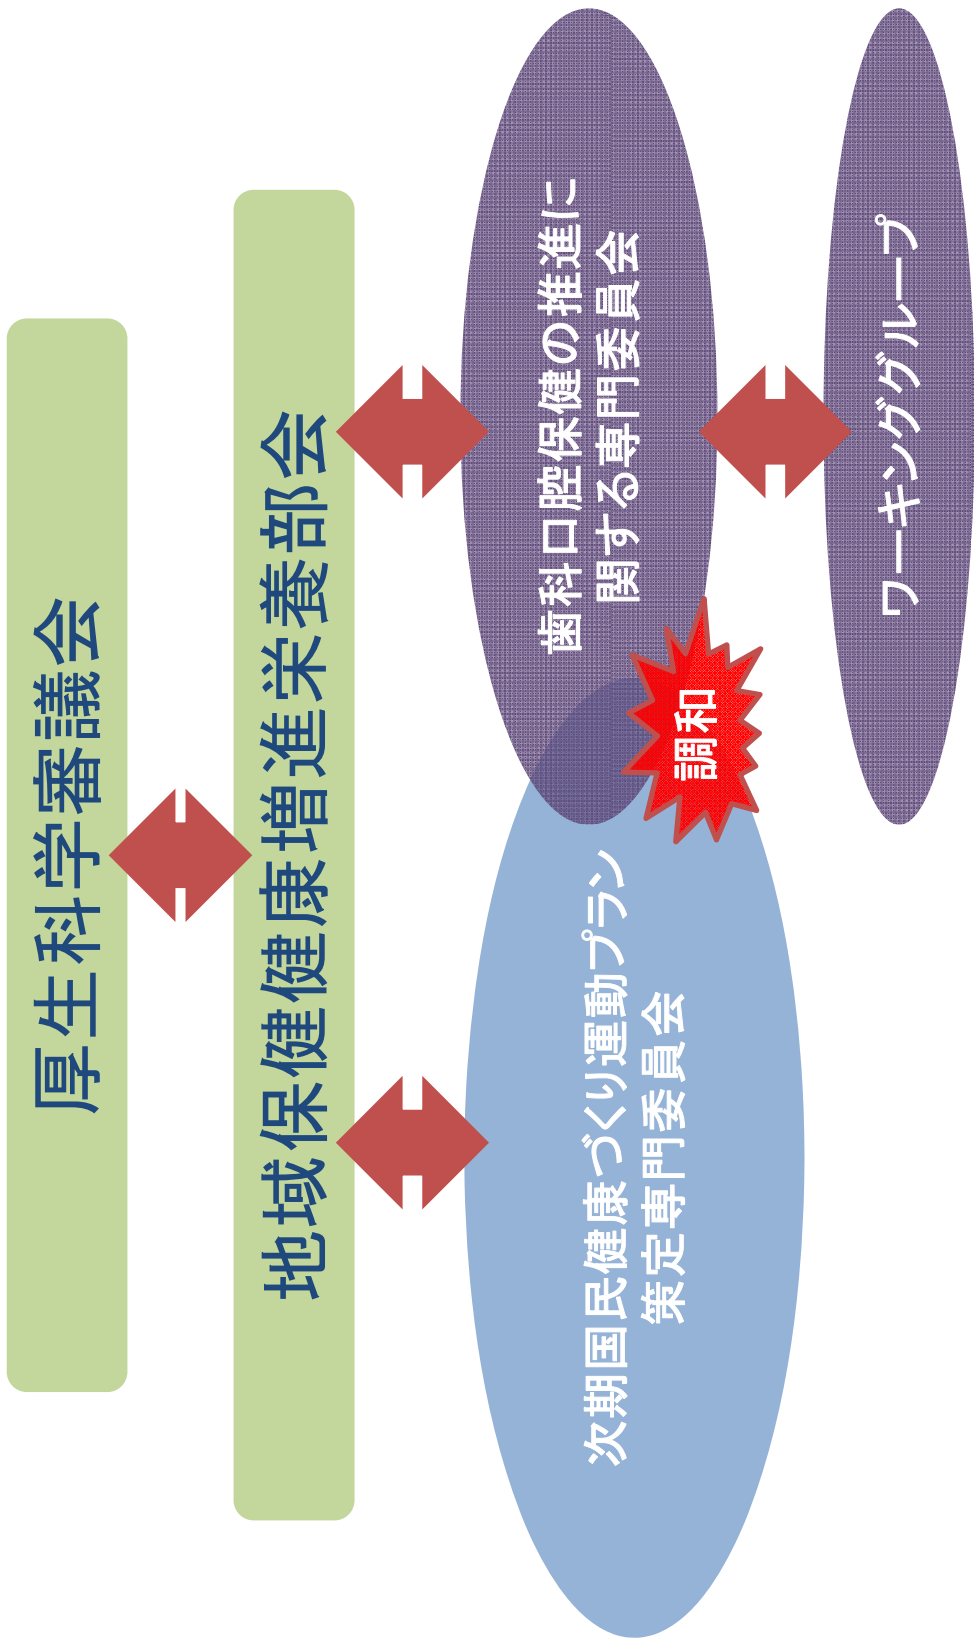 厚生科学審議会
地域保健健康増進栄養部会
次期国民健康づくり運動プラン
策定専門委員会
調和
歯科口腔保健の推進に
関する専門委員会
ワーキンググループ